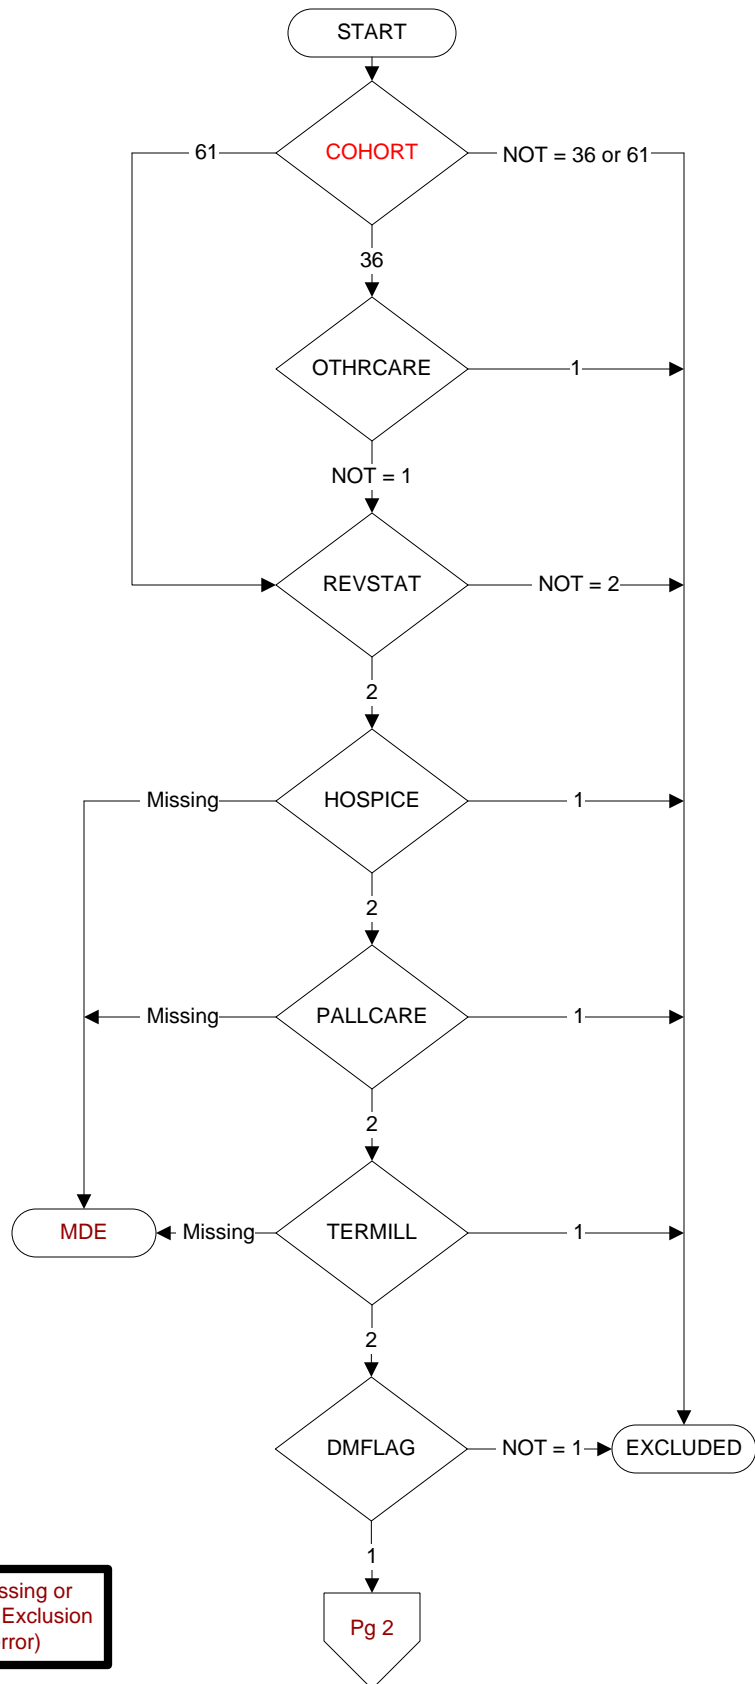 START
61
COHORT
NOT = 36 or 61
36
OTHRCARE
1
NOT = 1
REVSTAT
NOT = 2
2
Missing
HOSPICE
1
2
Missing
PALLCARE
1
2
MDE
Missing
TERMILL
1
2
DMFLAG
NOT = 1
EXCLUDED
1
Exclusion
Pg 2